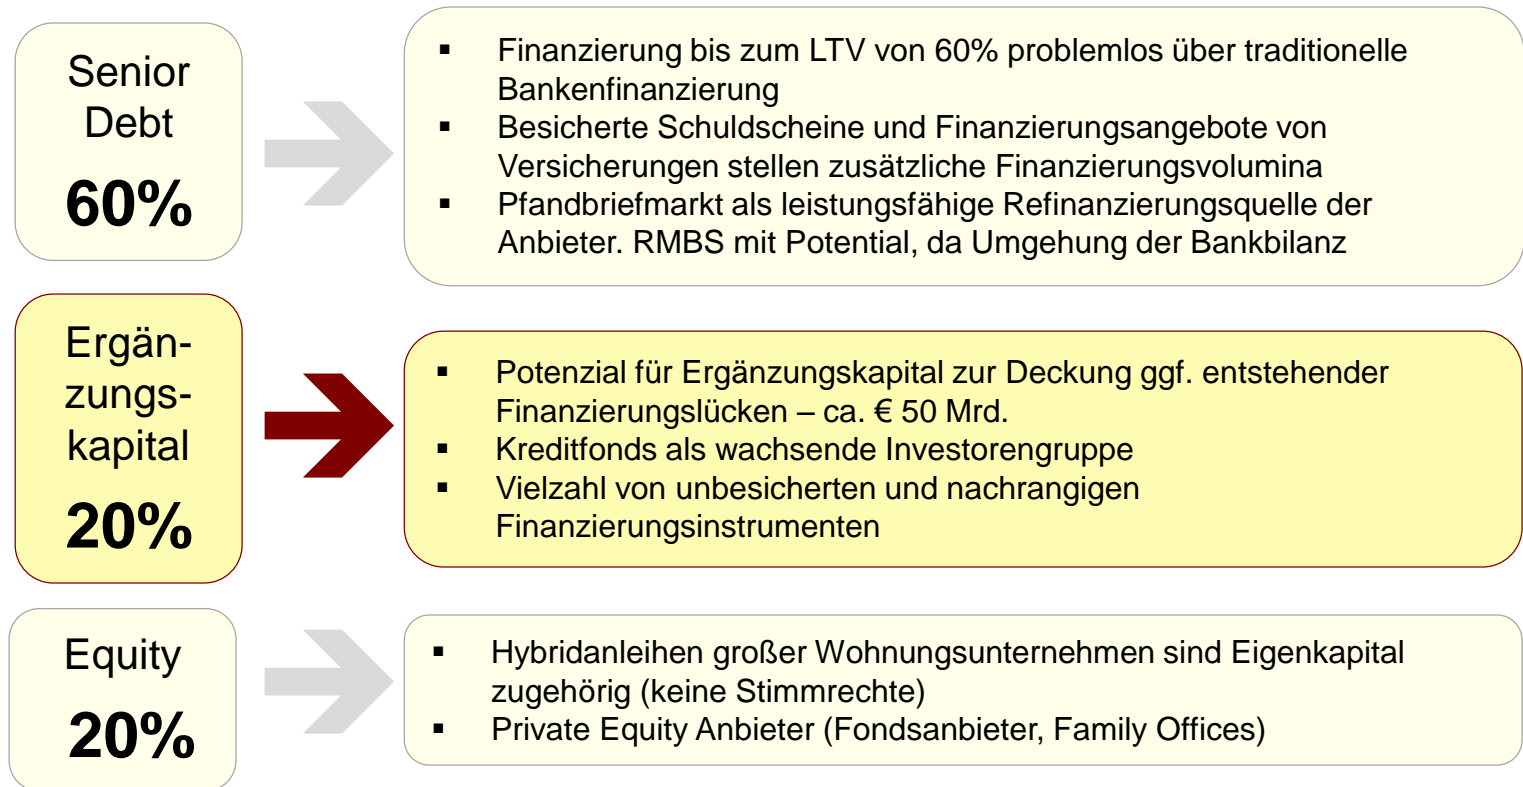 Senior
Debt
60%
▪ Finanzierung bis zum LTV von 60% problemlos über traditionelle
Bankenfinanzierung
▪ Besicherte Schuldscheine und Finanzierungsangebote von
Versicherungen stellen zusätzliche Finanzierungsvolumina
▪ Pfandbriefmarkt als leistungsfähige Refinanzierungsquelle der
Anbieter. RMBS mit Potential, da Umgehung der Bankbilanz
Ergän-
zungs-
kapital
20%
▪ Potenzial für Ergänzungskapital zur Deckung ggf. entstehender
Finanzierungslücken – ca. € 50 Mrd.
▪ Kreditfonds als wachsende Investorengruppe
▪ Vielzahl von unbesicherten und nachrangigen
Finanzierungsinstrumenten
Equity
20%
▪ Hybridanleihen großer Wohnungsunternehmen sind Eigenkapital
zugehörig (keine Stimmrechte)
▪ Private Equity Anbieter (Fondsanbieter, Family Offices)